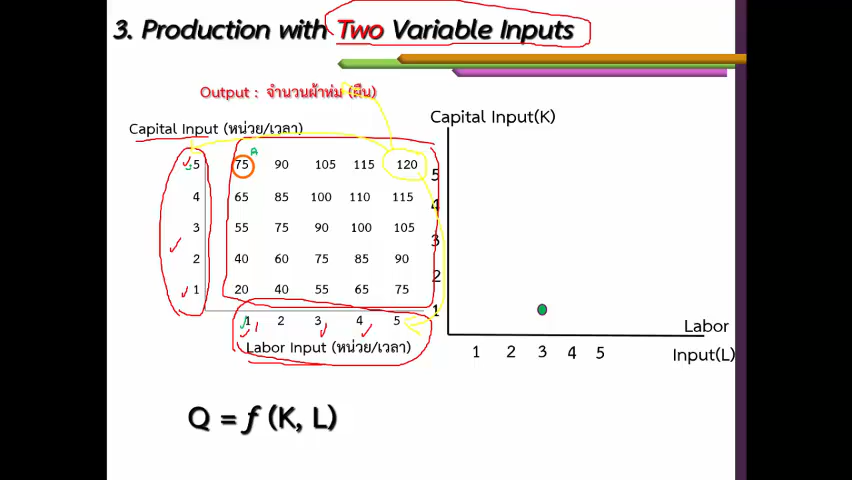 3. Production with Two Variable Inputs
Output : จำนวนผ้าห่ม (ผืน)
Capital Input (หน่วย/เวลา)
5 75 90 105 115 120
4 65 85 100 110 115
3 55 75 90 100 105
2 40 60 75 85 90
1 20 40 55 65 75
1 2 3 4 5
Labor Input (หน่วย/เวลา)
A
Capital Input(K)
5
4
3
2
1
1 2 3 4 5
Labor
Input(L)
Q = f (K, L)